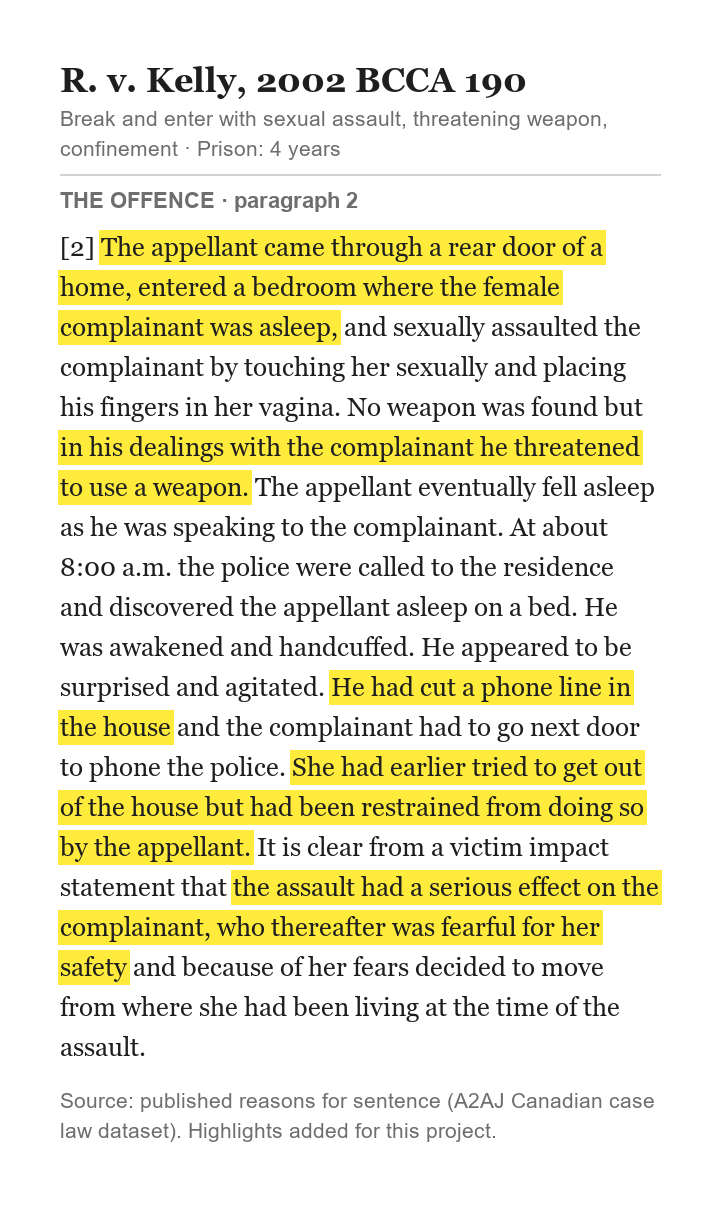 R. v. Kelly, 2002 BCCA 190
Break and enter with sexual assault, threatening weapon,
confinement · Prison: 4 years
THE OFFENCE · paragraph 2
[2] The appellant came through a rear door of a
home, entered a bedroom where the female
complainant was asleep, and sexually assaulted the
complainant by touching her sexually and placing
his fingers in her vagina. No weapon was found but
in his dealings with the complainant he threatened
to use a weapon. The appellant eventually fell asleep
as he was speaking to the complainant. At about
8:00 a.m. the police were called to the residence
and discovered the appellant asleep on a bed. He
was awakened and handcuffed. He appeared to be
surprised and agitated. He had cut a phone line in
the house and the complainant had to go next door
to phone the police. She had earlier tried to get out
of the house but had been restrained from doing so
by the appellant. It is clear from a victim impact
statement that the assault had a serious effect on the
complainant, who thereafter was fearful for her
safety and because of her fears decided to move
from where she had been living at the time of the
assault.
Source: published reasons for sentence (A2AJ Canadian case
law dataset). Highlights added for this project.